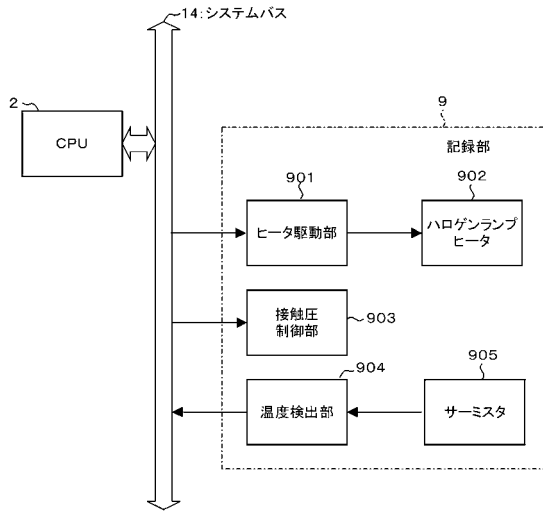 14:システムバス
2
CPU
9
記録部
901
ヒータ駆動部
902
ハロゲンランプ
ヒータ
接触圧
制御部
903
904
温度検出部
905
サーミスタ